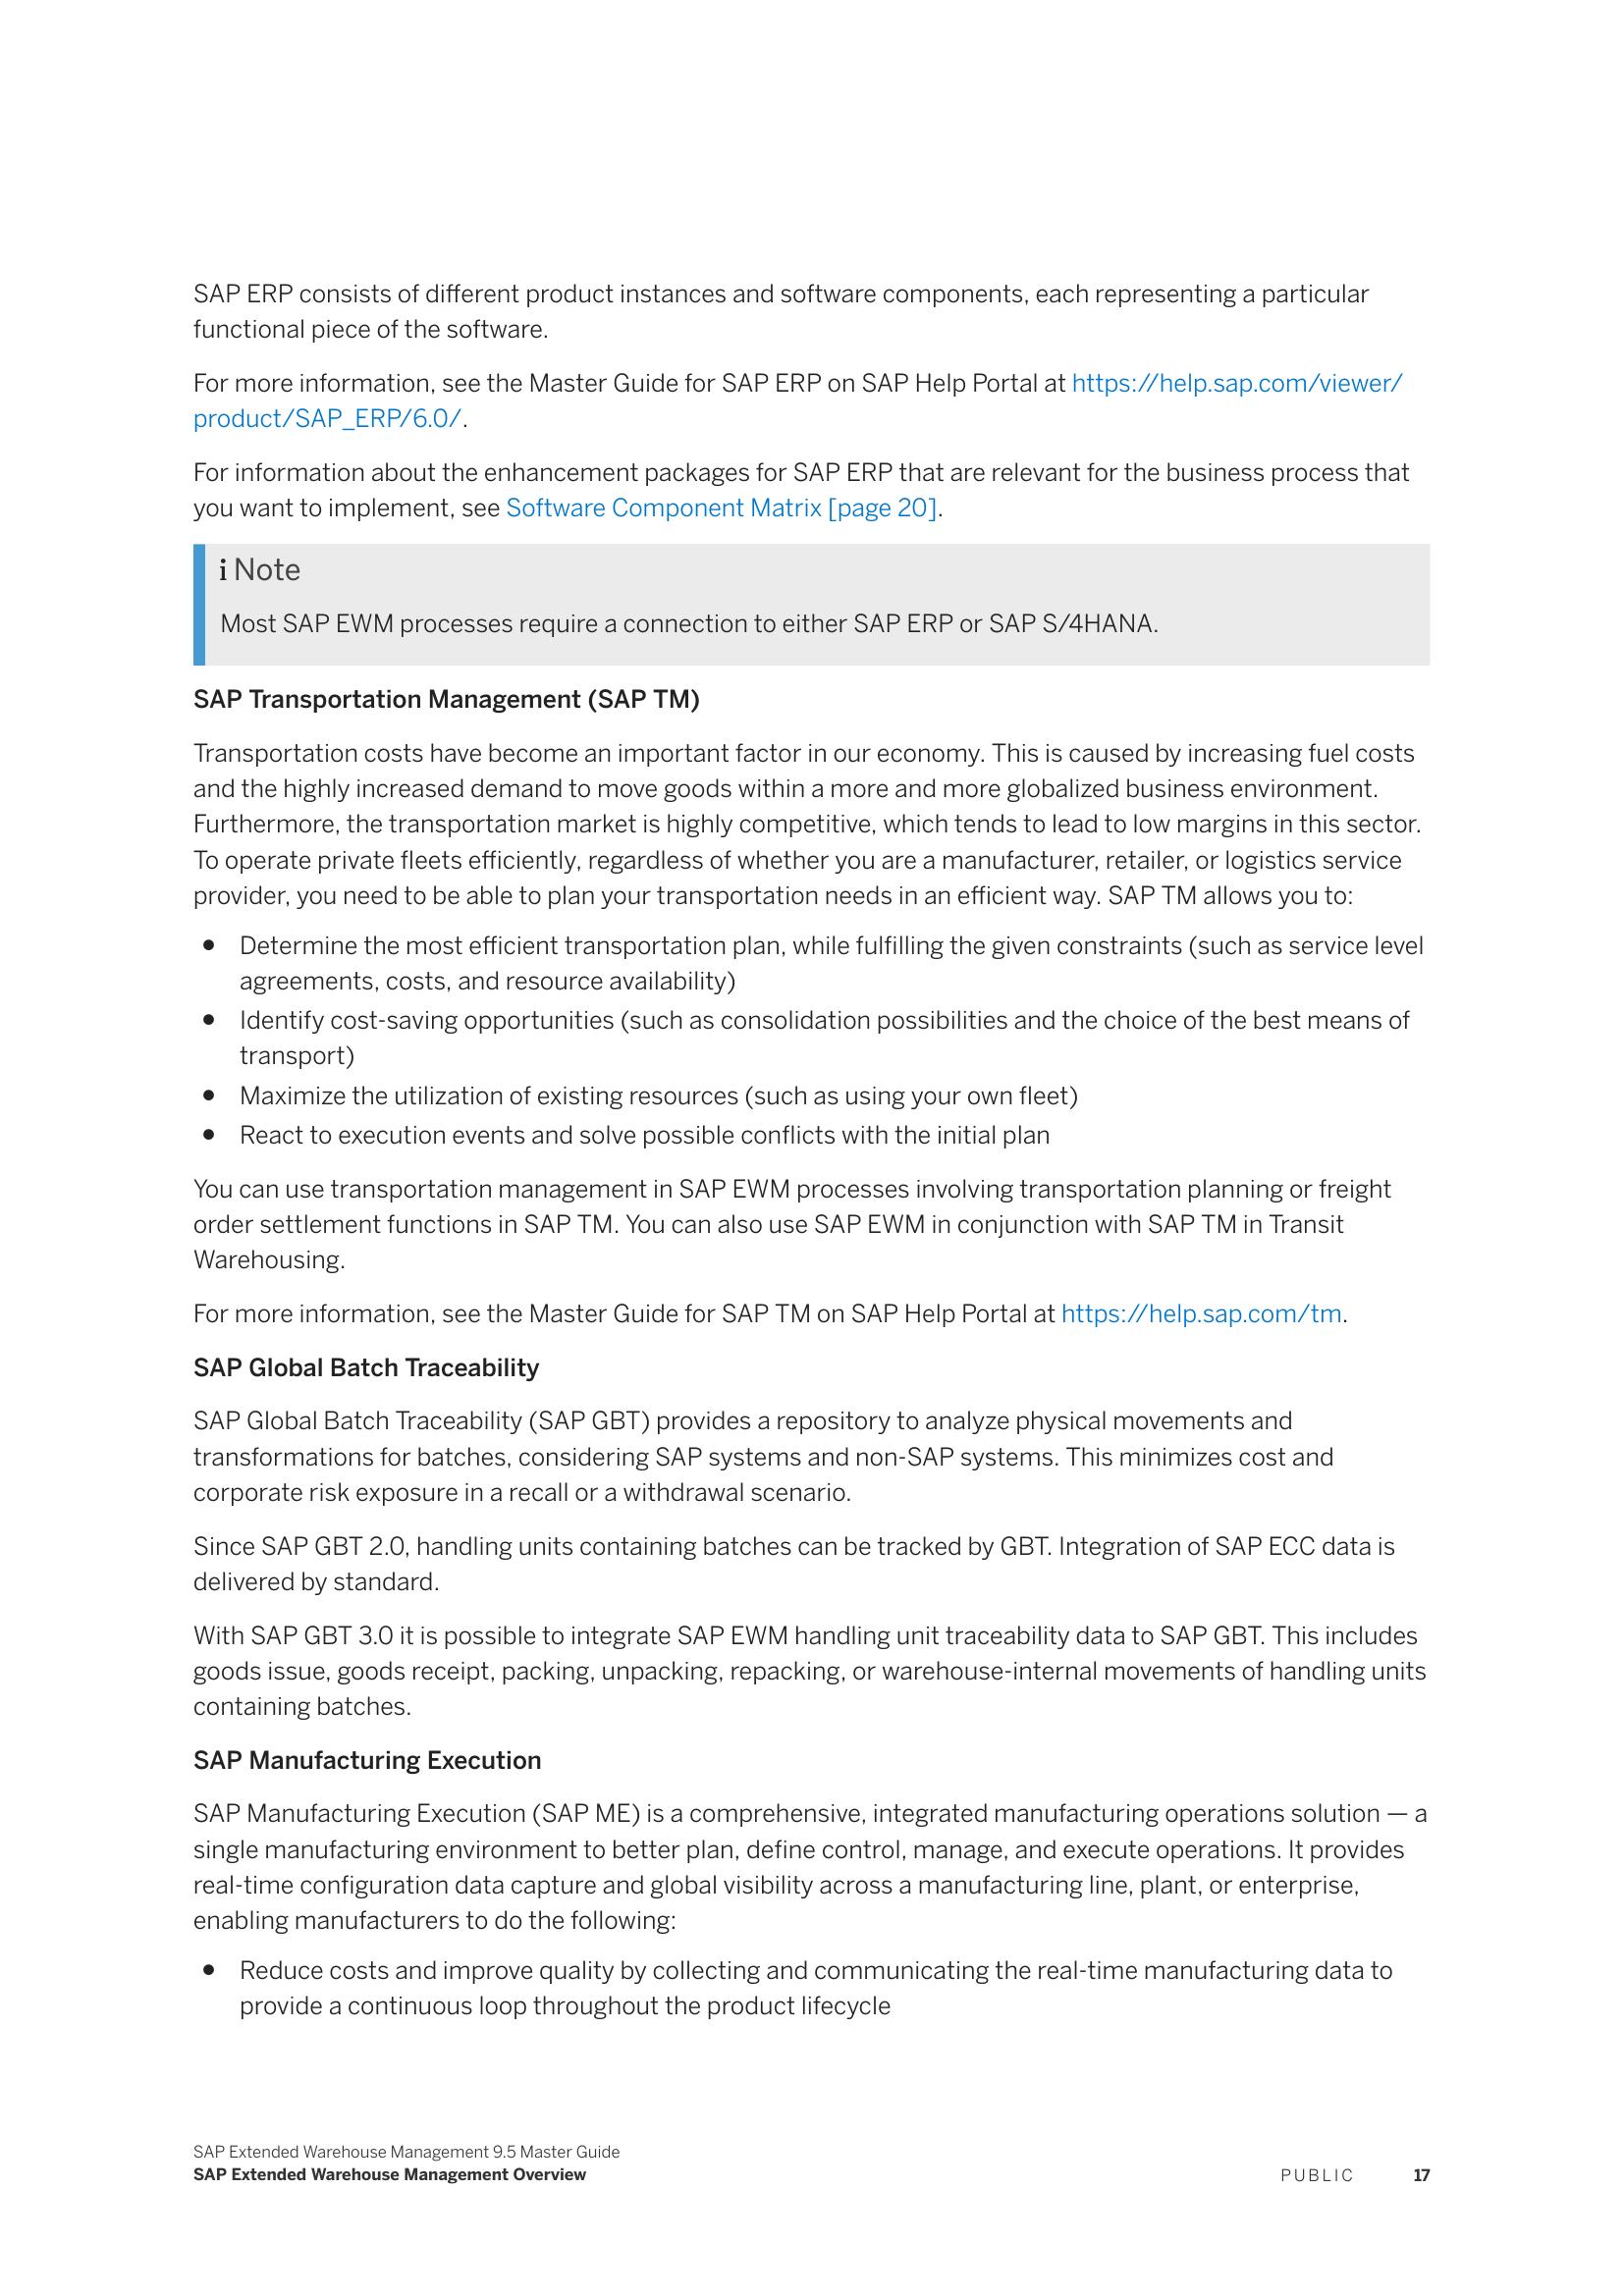 SAP ERP consists of different product instances and software components, each representing a particular
functional piece of the software.
For more information, see the Master Guide for SAP ERP on SAP Help Portal at https://help.sap.com/viewer/
product/SAP_ERP/6.0/.
For information about the enhancement packages for SAP ERP that are relevant for the business process that
you want to implement, see Software Component Matrix [page 20].
i Note
Most SAP EWM processes require a connection to either SAP ERP or SAP S/4HANA.
SAP Transportation Management (SAP TM)
Transportation costs have become an important factor in our economy. This is caused by increasing fuel costs
and the highly increased demand to move goods within a more and more globalized business environment.
Furthermore, the transportation market is highly competitive, which tends to lead to low margins in this sector.
To operate private fleets efficiently, regardless of whether you are a manufacturer, retailer, or logistics service
provider, you need to be able to plan your transportation needs in an efficient way. SAP TM allows you to:
● Determine the most efficient transportation plan, while fulfilling the given constraints (such as service level
agreements, costs, and resource availability)
● Identify cost-saving opportunities (such as consolidation possibilities and the choice of the best means of
transport)
● Maximize the utilization of existing resources (such as using your own fleet)
● React to execution events and solve possible conflicts with the initial plan
You can use transportation management in SAP EWM processes involving transportation planning or freight
order settlement functions in SAP TM. You can also use SAP EWM in conjunction with SAP TM in Transit
Warehousing.
For more information, see the Master Guide for SAP TM on SAP Help Portal at https://help.sap.com/tm.
SAP Global Batch Traceability
SAP Global Batch Traceability (SAP GBT) provides a repository to analyze physical movements and
transformations for batches, considering SAP systems and non-SAP systems. This minimizes cost and
corporate risk exposure in a recall or a withdrawal scenario.
Since SAP GBT 2.0, handling units containing batches can be tracked by GBT. Integration of SAP ECC data is
delivered by standard.
With SAP GBT 3.0 it is possible to integrate SAP EWM handling unit traceability data to SAP GBT. This includes
goods issue, goods receipt, packing, unpacking, repacking, or warehouse-internal movements of handling units
containing batches.
SAP Manufacturing Execution
SAP Manufacturing Execution (SAP ME) is a comprehensive, integrated manufacturing operations solution — a
single manufacturing environment to better plan, define control, manage, and execute operations. It provides
real-time configuration data capture and global visibility across a manufacturing line, plant, or enterprise,
enabling manufacturers to do the following:
● Reduce costs and improve quality by collecting and communicating the real-time manufacturing data to
provide a continuous loop throughout the product lifecycle
SAP Extended Warehouse Management 9.5 Master Guide
SAP Extended Warehouse Management Overview
PUBLIC 17